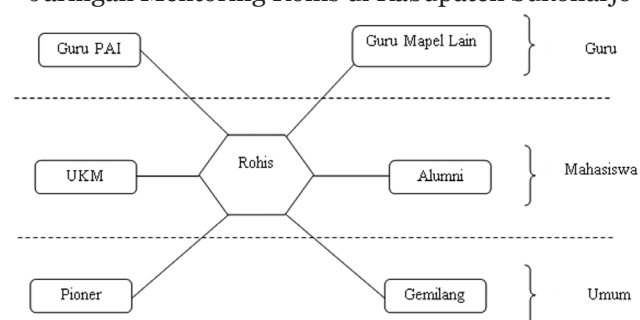 Jaringan Mentoring Rohis di Kabupaten Sukoharjo
Guru PAI
Guru Mapel Lain
Guru
Rohis
UKM
Alumni
Mahasiswa
Pioner
Gemilang
Umum